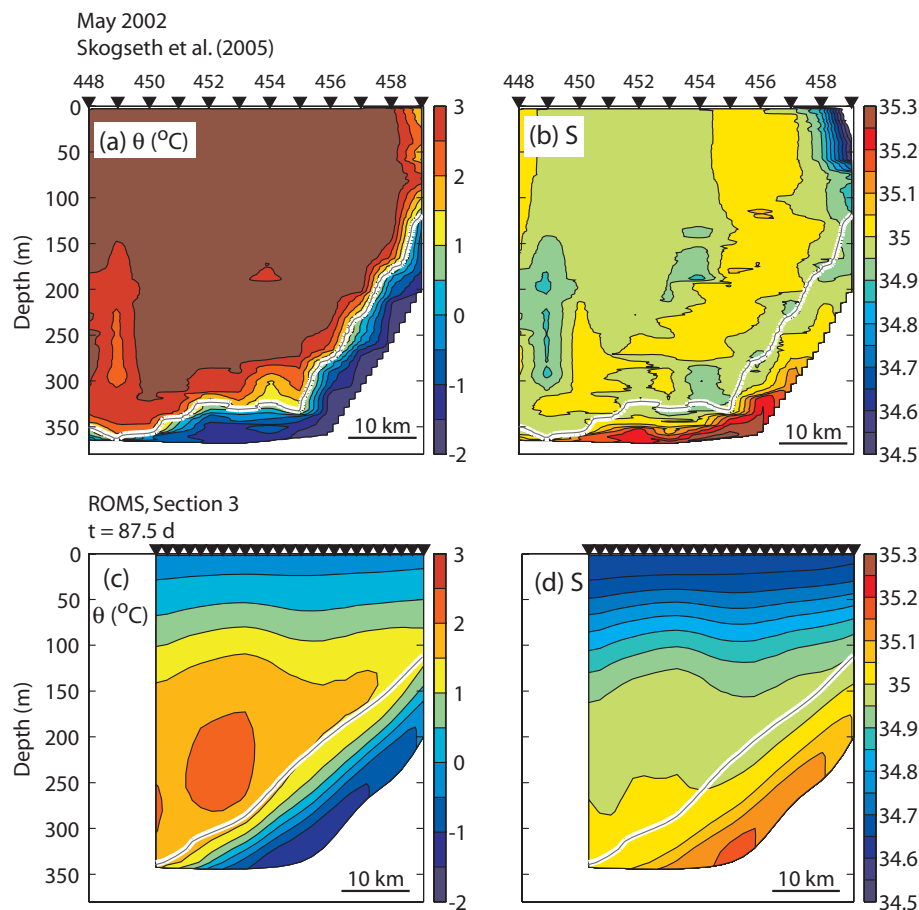 May 2002
Skogseth et al. (2005)
448 450 452 454 456 458
448 450 452 454 456 458
(a) θ (°C)
(b) S
0
50
100
150
200
250
300
350
Depth (m)
3
2
1
0
-1
-2
35.3
35.2
35.1
35
34.9
34.8
34.7
34.6
34.5
10 km
10 km
ROMS, Section 3
t = 87.5 d
(c)
θ (°C)
(d) S
0
50
100
150
200
250
300
350
Depth (m)
3
2
1
0
-1
-2
35.3
35.2
35.1
35
34.9
34.8
34.7
34.6
34.5
10 km
10 km